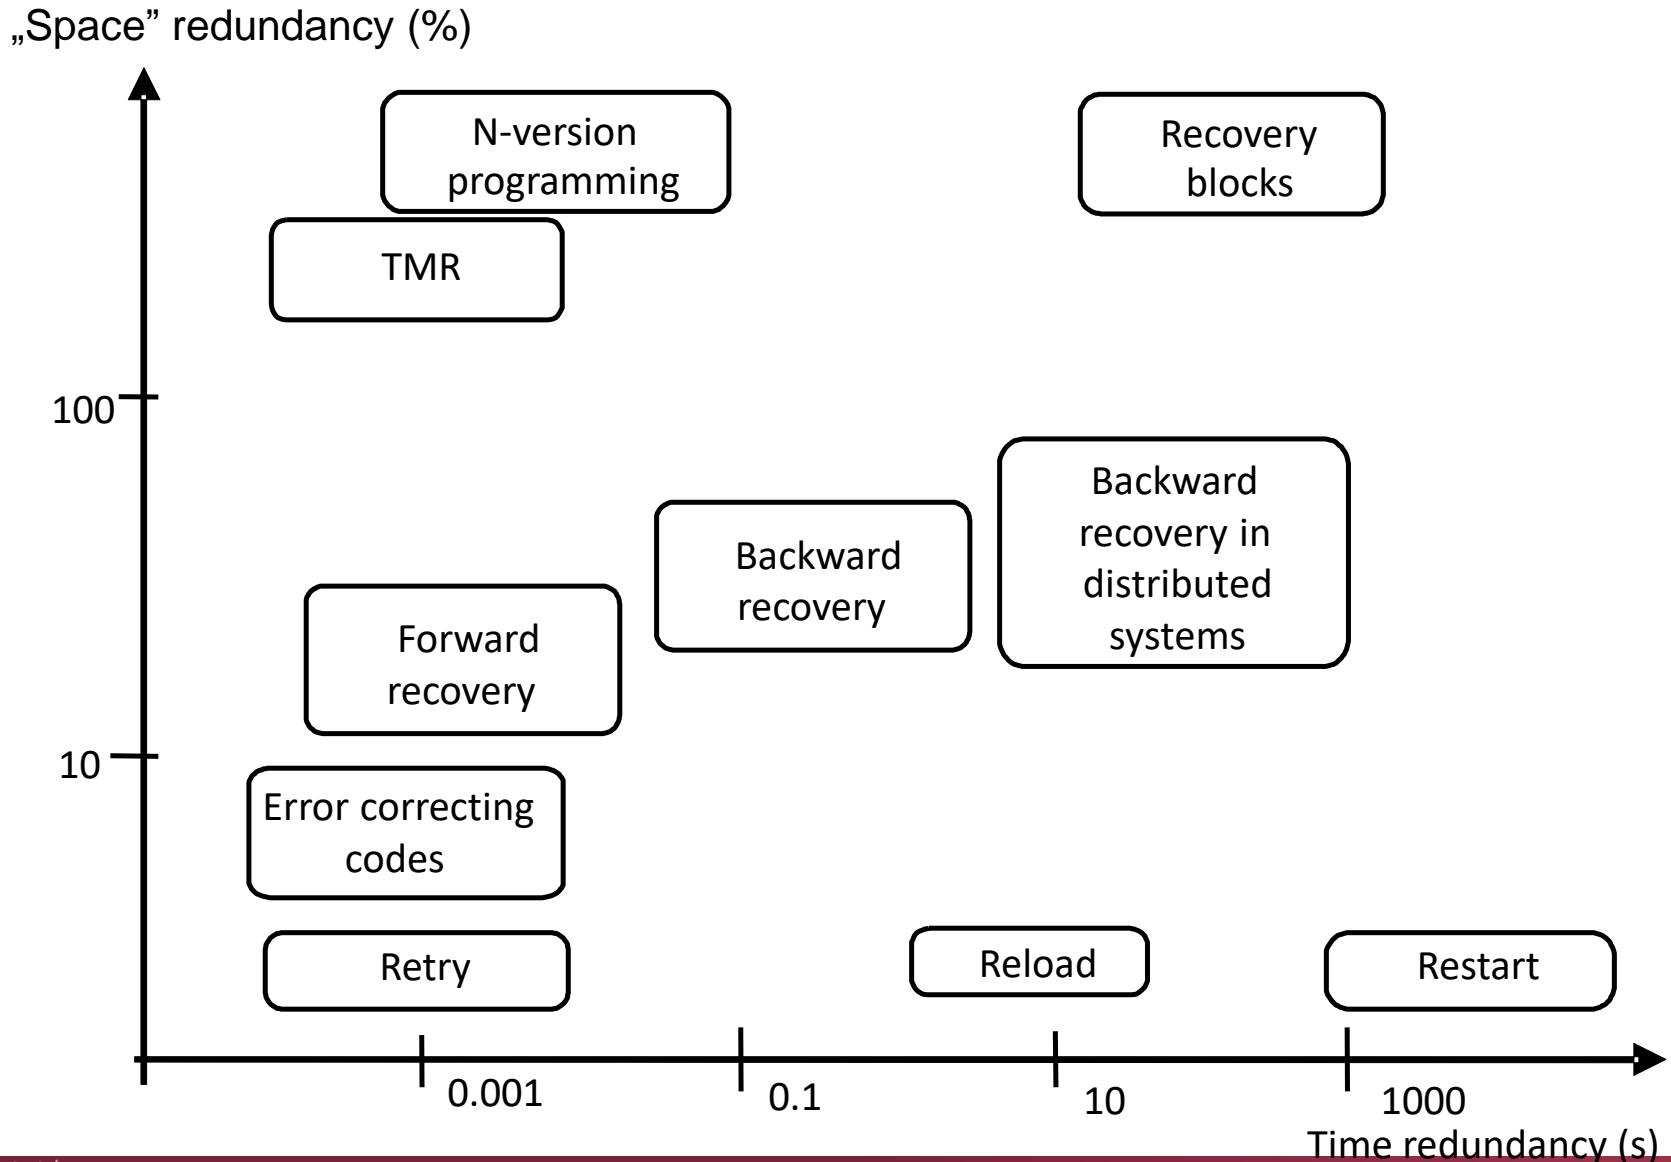 „Space” redundancy (%)
N-version
programming
Recovery
blocks
TMR
100
Backward
recovery in
distributed
systems
Backward
recovery
Forward
recovery
10
Error correcting
codes
Retry
Reload
Restart
0.001
0.1
10
1000
Time redundancy (s)